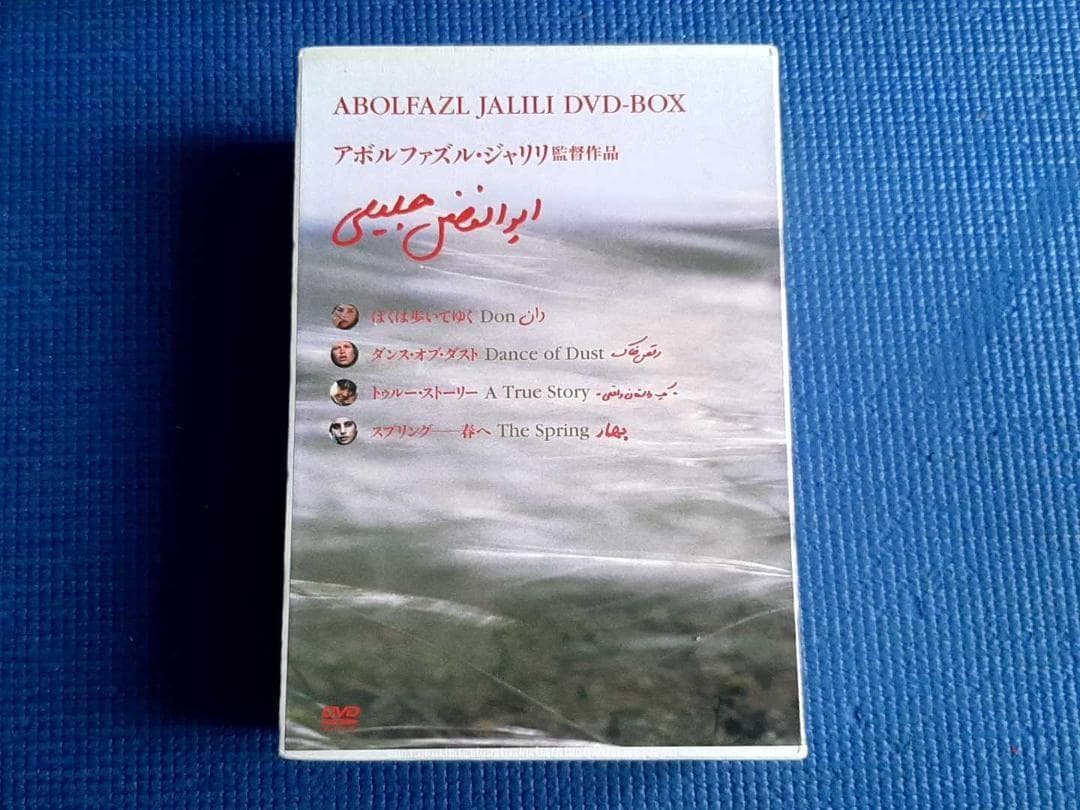 ABOLFAZL JALILI DVD-BOX
アボルファズル・ジャリリ監督作品
ابوالفضل جلیلی
ぼくは歩いてゆく Don دان
ダンス・オブ・ダスト Dance of Dust رقص خاک
トゥルー・ストーリー A True Story - یک داستان واقعی -
スプリング――春へ The Spring بهار
DVD